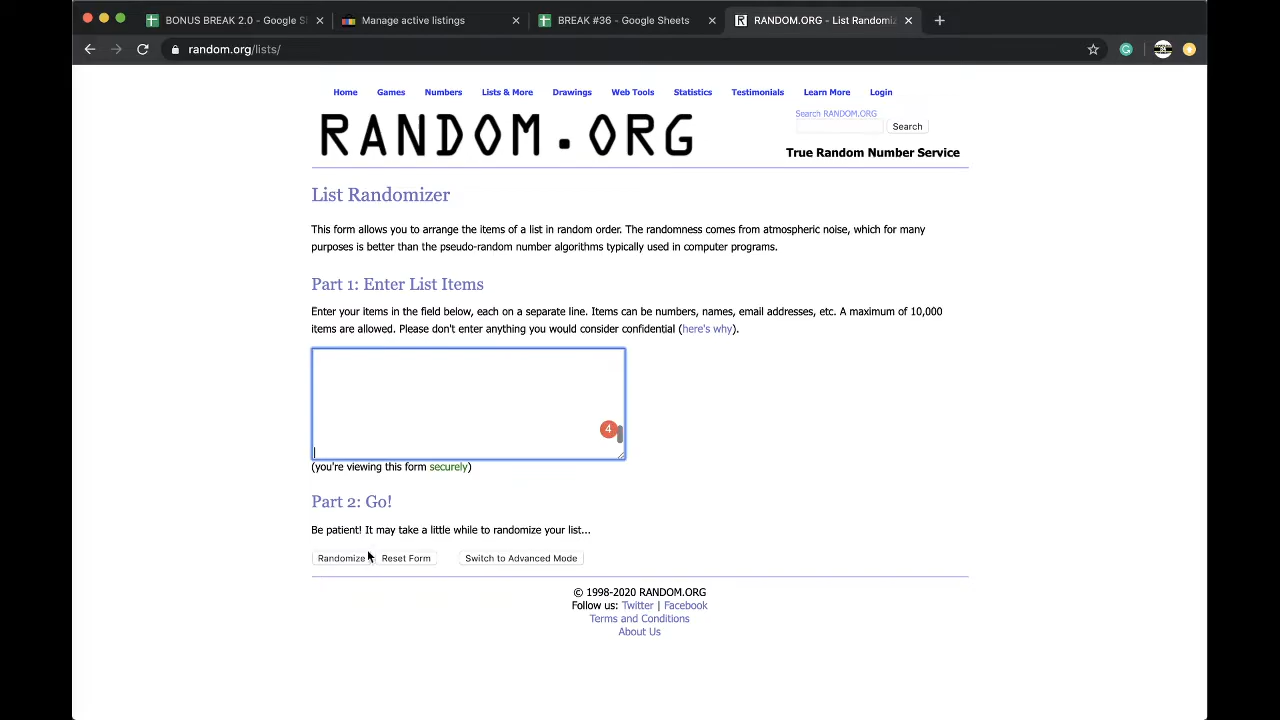 BONUS BREAK 2.0 - Google S
Manage active listings
BREAK #36 - Google Sheets
R RANDOM.ORG - List Randomiz
random.org/lists/
Home Games Numbers Lists & More Drawings Web Tools Statistics Testimonials Learn More Login
RANDOM.ORG
Search RANDOM.ORG
Search
True Random Number Service
List Randomizer
This form allows you to arrange the items of a list in random order. The randomness comes from atmospheric noise, which for many
purposes is better than the pseudo-random number algorithms typically used in computer programs.
Part 1: Enter List Items
Enter your items in the field below, each on a separate line. Items can be numbers, names, email addresses, etc. A maximum of 10,000
items are allowed. Please don't enter anything you would consider confidential (here's why).
4
(you're viewing this form securely)
Part 2: Go!
Be patient! It may take a little while to randomize your list...
Randomize Reset Form Switch to Advanced Mode
© 1998-2020 RANDOM.ORG
Follow us: Twitter | Facebook
Terms and Conditions
About Us